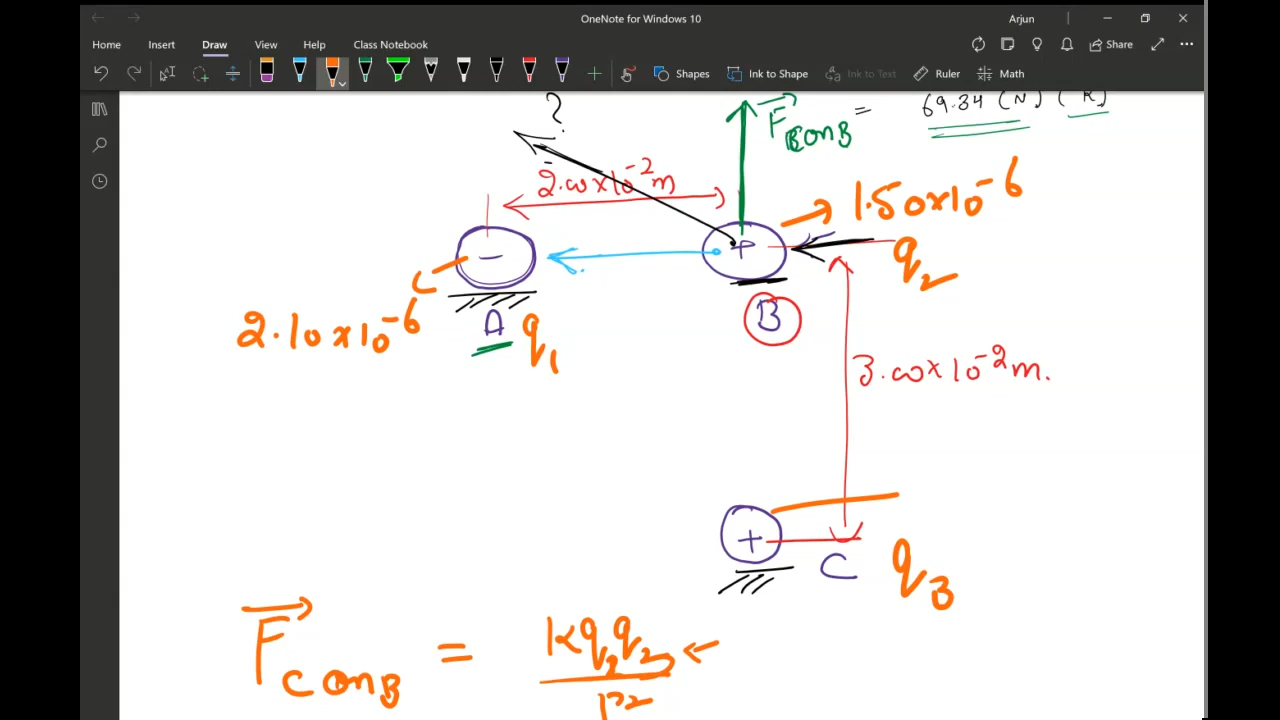 OneNote for Windows 10
Arjun
Home Insert Draw View Help Class Notebook
Share
Shapes Ink to Shape Ink to Text Ruler Math
?
F C on B = 69.34 (N) (R)
2.00×10⁻² m
1.50×10⁻⁶
− +
q₂
2.10×10⁻⁶
A q₁
B
3.00×10⁻² m.
+
C q₃
F C on B = kq₂q₃ / r²